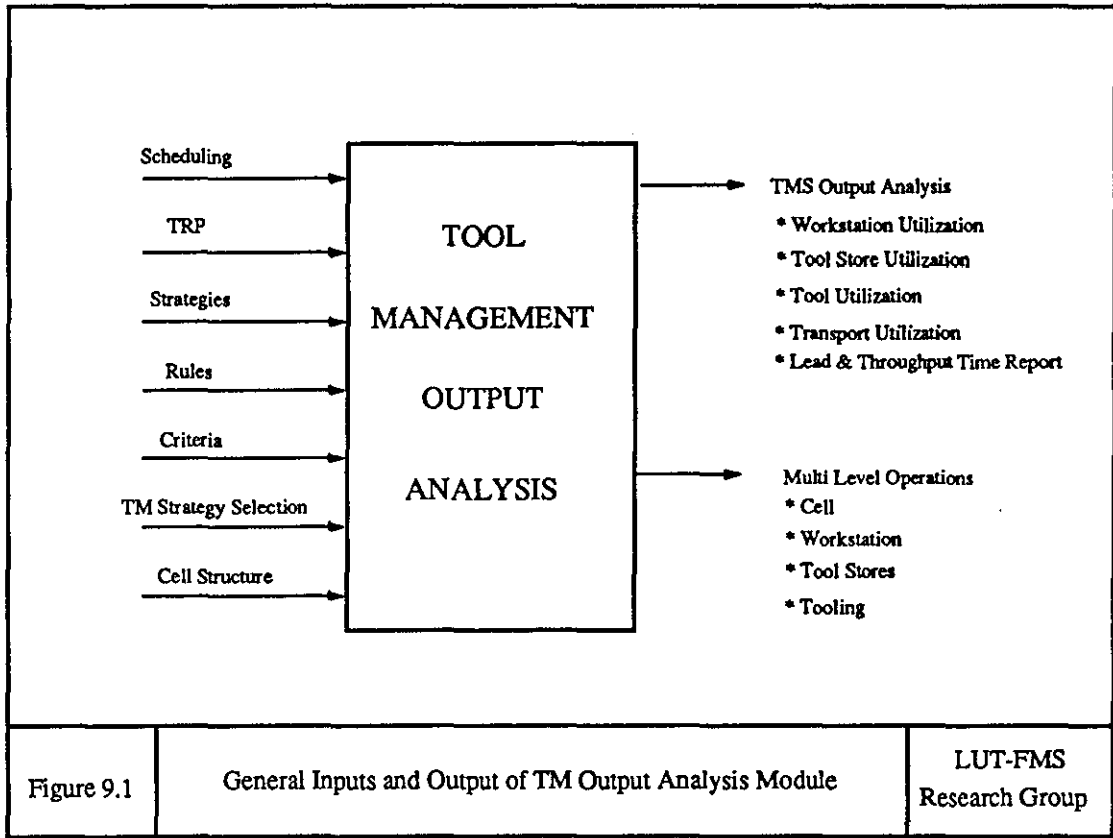 Scheduling
TRP
Strategies
Rules
Criteria
TM Strategy Selection
Cell Structure
TOOL
MANAGEMENT
OUTPUT
ANALYSIS
TMS Output Analysis
* Workstation Utilization
* Tool Store Utilization
* Tool Utilization
* Transport Utilization
* Lead & Throughput Time Report
Multi Level Operations
* Cell
* Workstation
* Tool Stores
* Tooling
Figure 9.1
General Inputs and Output of TM Output Analysis Module
LUT-FMS
Research Group